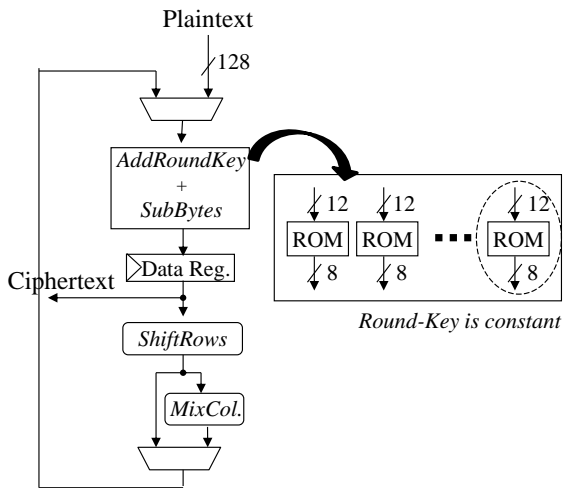 Plaintext
128
AddRoundKey
+
SubBytes
12 12 12
ROM ROM ROM
8 8 8
Data Reg.
Ciphertext
Round-Key is constant
ShiftRows
MixCol.